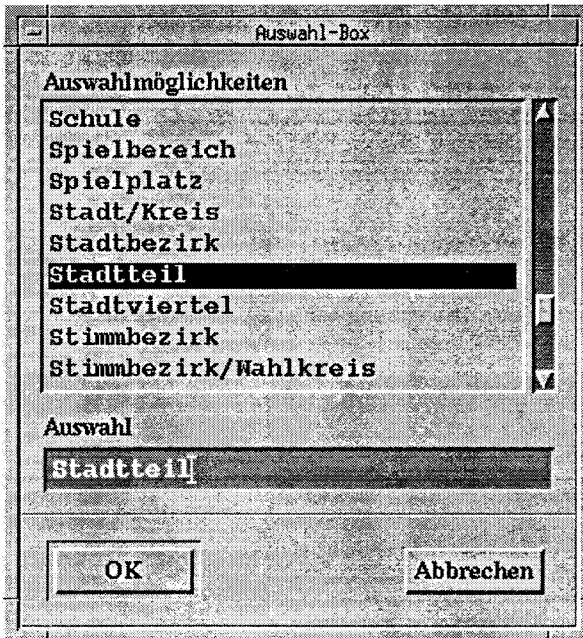 Auswahl-Box
Auswahlmöglichkeiten
Schule
Spielbereich
Spielplatz
Stadt/Kreis
Stadtbezirk
Stadtteil
Stadtviertel
Stimmbezirk
Stimmbezirk/Wahlkreis
Auswahl
Stadtteil
OK
Abbrechen